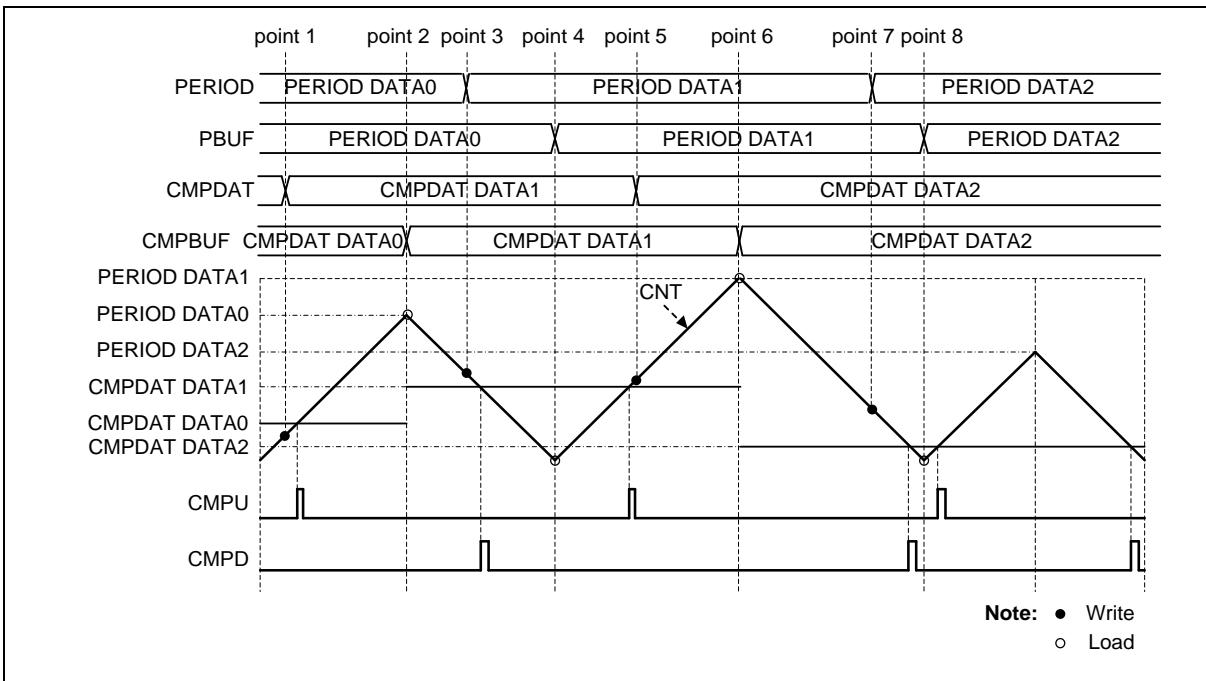 point 1 point 2 point 3 point 4 point 5 point 6 point 7 point 8
PERIOD PERIOD DATA0 PERIOD DATA1 PERIOD DATA2
PBUF PERIOD DATA0 PERIOD DATA1 PERIOD DATA2
CMPDAT CMPDAT DATA1 CMPDAT DATA2
CMPBUF CMPDAT DATA0 CMPDAT DATA1 CMPDAT DATA2
PERIOD DATA1
CNT
PERIOD DATA0
PERIOD DATA2
CMPDAT DATA1
CMPDAT DATA0
CMPDAT DATA2
CMPU
CMPD
Note: ● Write
○ Load